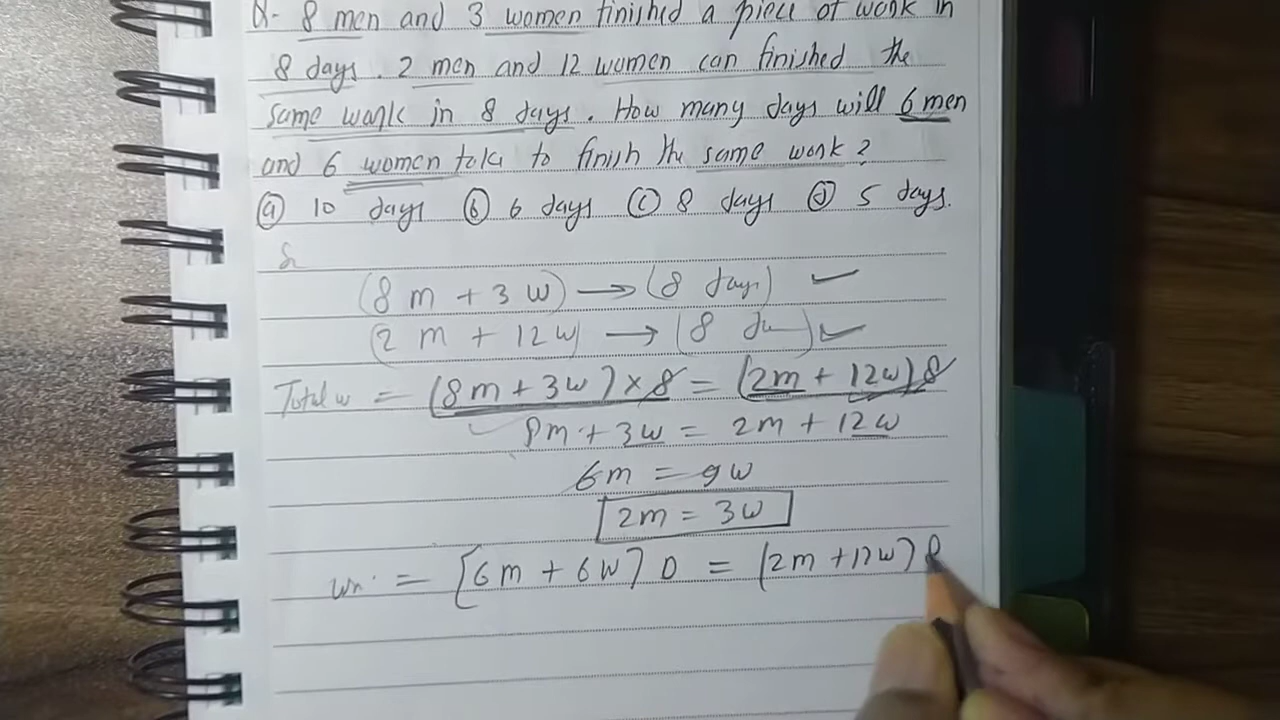 Q- 8 men and 3 women finished a piece of work in
8 days. 2 men and 12 women can finished the
same work in 8 days. How many days will 6 men
and 6 women take to finish the same work?
(a) 10 days (b) 6 days (c) 8 days (d) 5 days.
(8 m + 3 w) → (8 days)
(2 m + 12w) → (8 da)
Total w = (8m + 3w) × 8 = (2m + 12w) 8
8m + 3w = 2m + 12w
6m = 9w
2m = 3w
= [6m + 6w] D = (2m + 12w) 8